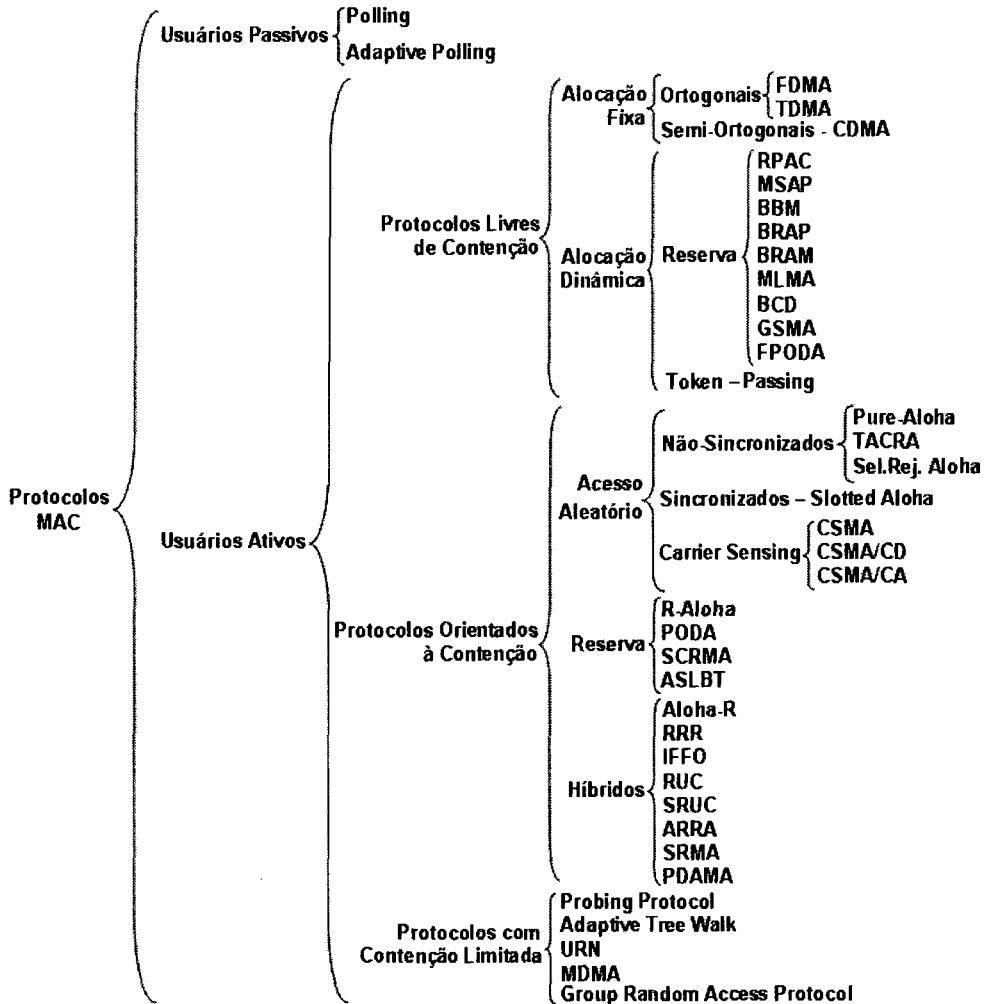 Protocolos
MAC
Usuários Passivos
Polling
Adaptive Polling
Usuários Ativos
Protocolos Livres
de Contenção
Alocação
Fixa
Ortogonais
FDMA
TDMA
Semi-Ortogonais - CDMA
Alocação
Dinâmica
Reserva
RPAC
MSAP
BBM
BRAP
BRAM
MLMA
BCD
GSMA
FPODA
Token – Passing
Protocolos Orientados
à Contenção
Acesso
Aleatório
Não-Sincronizados
Pure-Aloha
TACRA
Sel.Rej. Aloha
Sincronizados – Slotted Aloha
Carrier Sensing
CSMA
CSMA/CD
CSMA/CA
Reserva
R-Aloha
PODA
SCRMA
ASLBT
Híbridos
Aloha-R
RRR
IFFO
RUC
SRUC
ARRA
SRMA
PDAMA
Protocolos com
Contenção Limitada
Probing Protocol
Adaptive Tree Walk
URN
MDMA
Group Random Access Protocol